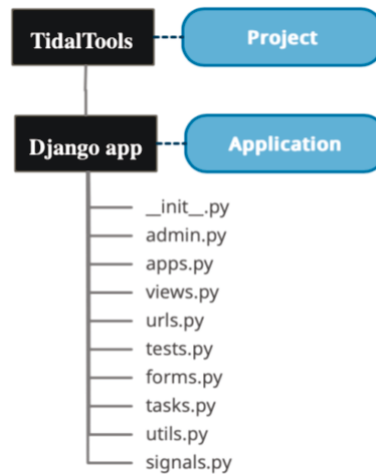 TidalTools
Project
Django app
Application
__init__.py
admin.py
apps.py
views.py
urls.py
tests.py
forms.py
tasks.py
utils.py
signals.py